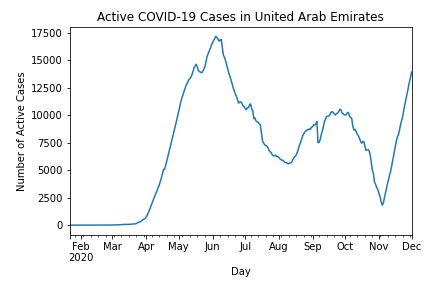 Active COVID-19 Cases in United Arab Emirates
Number of Active Cases
17500
15000
12500
10000
7500
5000
2500
0
Feb Mar Apr May Jun Jul Aug Sep Oct Nov Dec
2020
Day